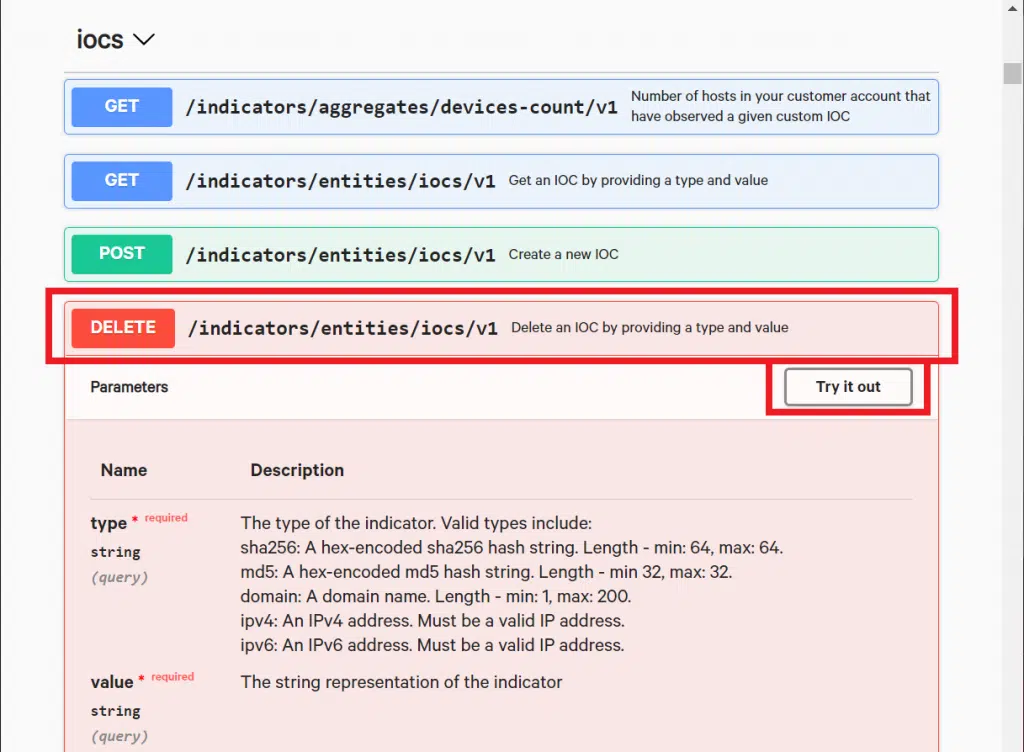 iocs
GET /indicators/aggregates/devices-count/v1 Number of hosts in your customer account that
have observed a given custom IOC
GET /indicators/entities/iocs/v1 Get an IOC by providing a type and value
POST /indicators/entities/iocs/v1 Create a new IOC
DELETE /indicators/entities/iocs/v1 Delete an IOC by providing a type and value
Parameters Try it out
Name Description
type * required The type of the indicator. Valid types include:
string sha256: A hex-encoded sha256 hash string. Length - min: 64, max: 64.
(query) md5: A hex-encoded md5 hash string. Length - min 32, max: 32.
domain: A domain name. Length - min: 1, max: 200.
ipv4: An IPv4 address. Must be a valid IP address.
ipv6: An IPv6 address. Must be a valid IP address.
value * required The string representation of the indicator
string
(query)